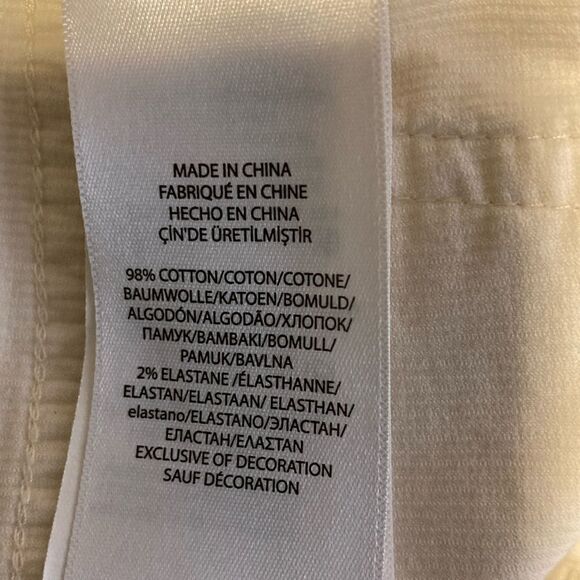 MADE IN CHINA
FABRIQUÉ EN CHINE
HECHO EN CHINA
ÇİN'DE ÜRETİLMİŞTİR
98% COTTON/COTON/COTONE/
BAUMWOLLE/KATOEN/BOMULD/
ALGODÓN/ALGODÃO/ХЛОПОК/
ПАМУК/BAMBAKI/BOMULL/
PAMUK/BAVLNA
2% ELASTANE /ÉLASTHANNE/
ELASTAN/ELASTAAN/ ELASTHAN/
elastano/ELASTANO/ЭЛАСТАН/
ЕЛАСТАН/ΕΛΑΣΤΑΝ
EXCLUSIVE OF DECORATION
SAUF DÉCORATION